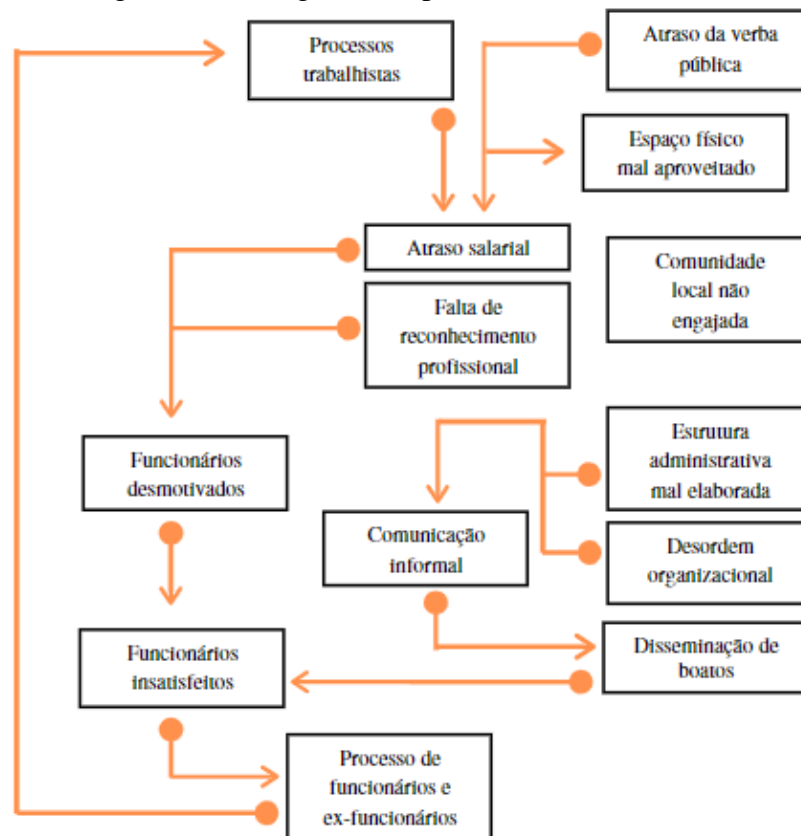 Processos
trabalhistas
Atraso da verba
pública
Espaço físico
mal aproveitado
Atraso salarial
Comunidade
local não
engajada
Falta de
reconhecimento
profissional
Estrutura
administrativa
mal elaborada
Funcionários
desmotivados
Comunicação
informal
Desordem
organizacional
Funcionários
insatisfeitos
Disseminação de
boatos
Processo de
funcionários e
ex-funcionários